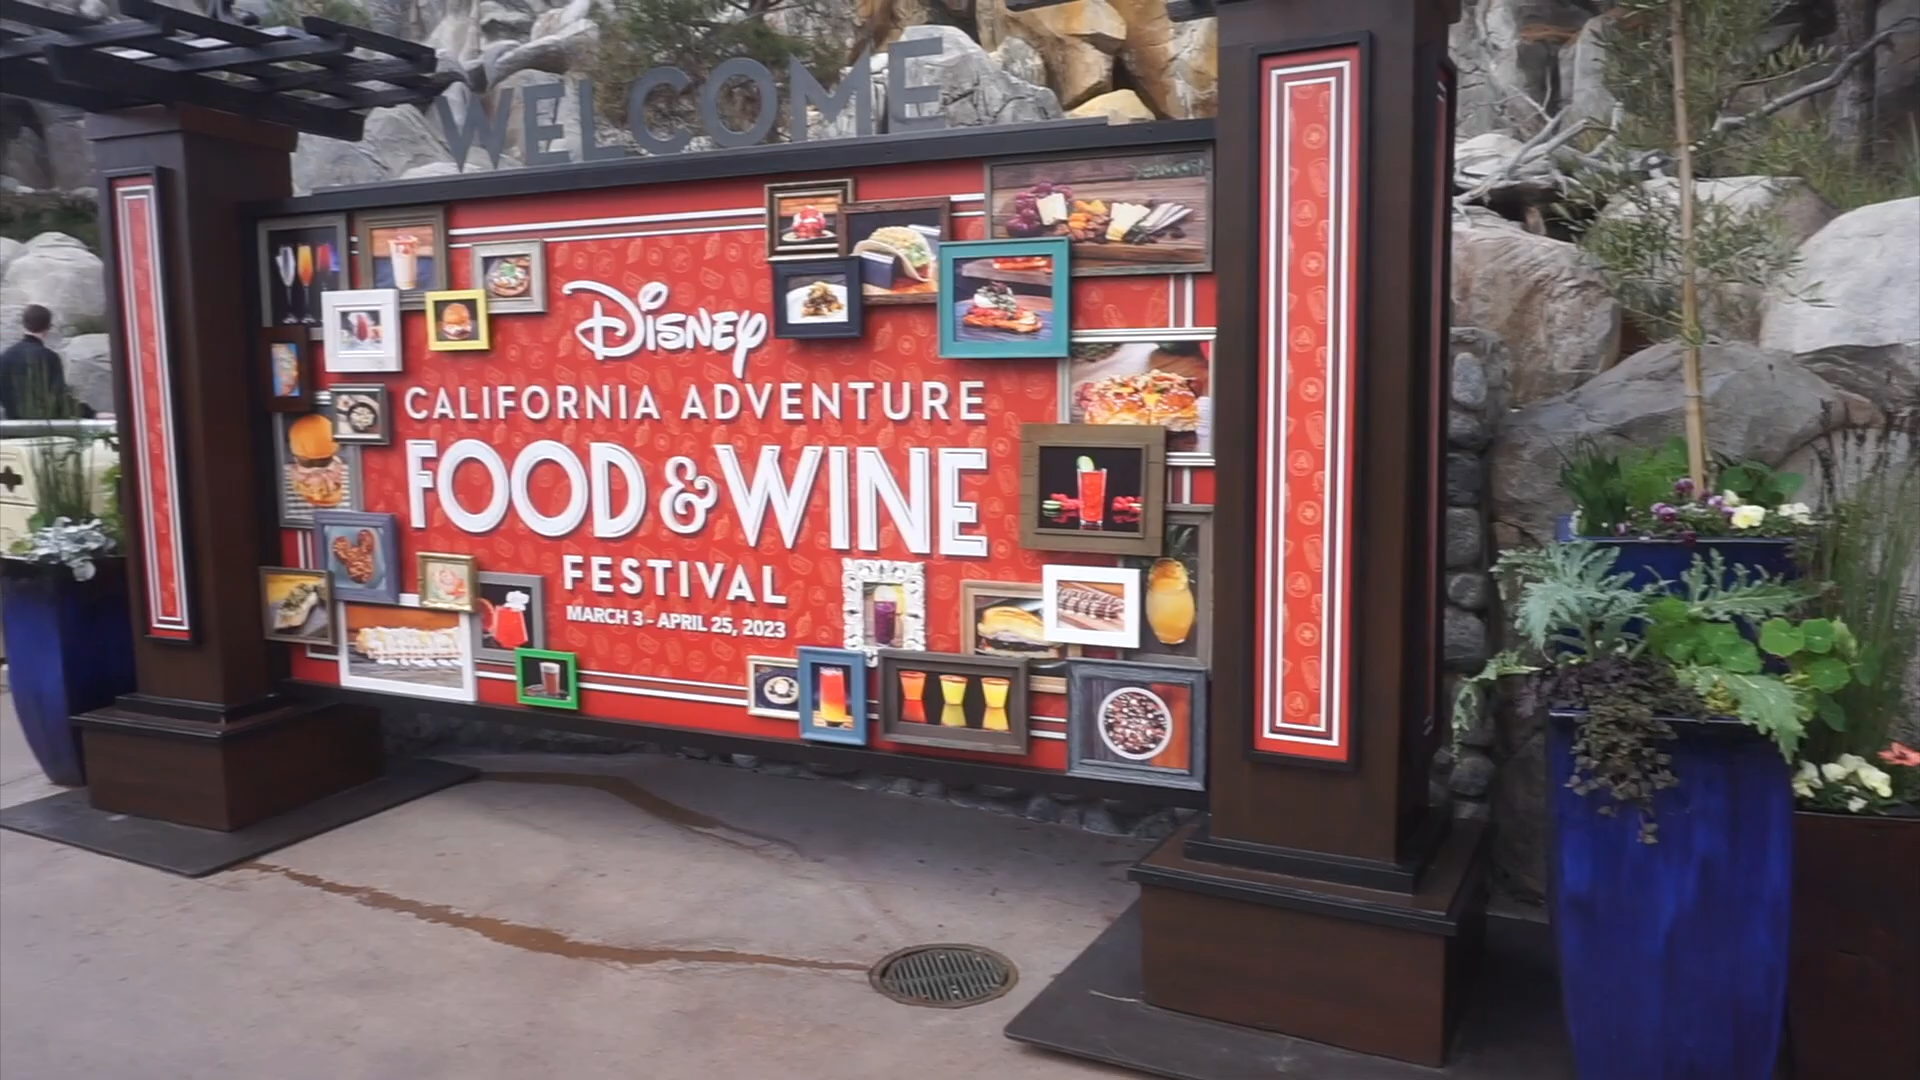 WELCOME
Disney
CALIFORNIA ADVENTURE
FOOD & WINE
FESTIVAL
MARCH 3 - APRIL 25, 2023